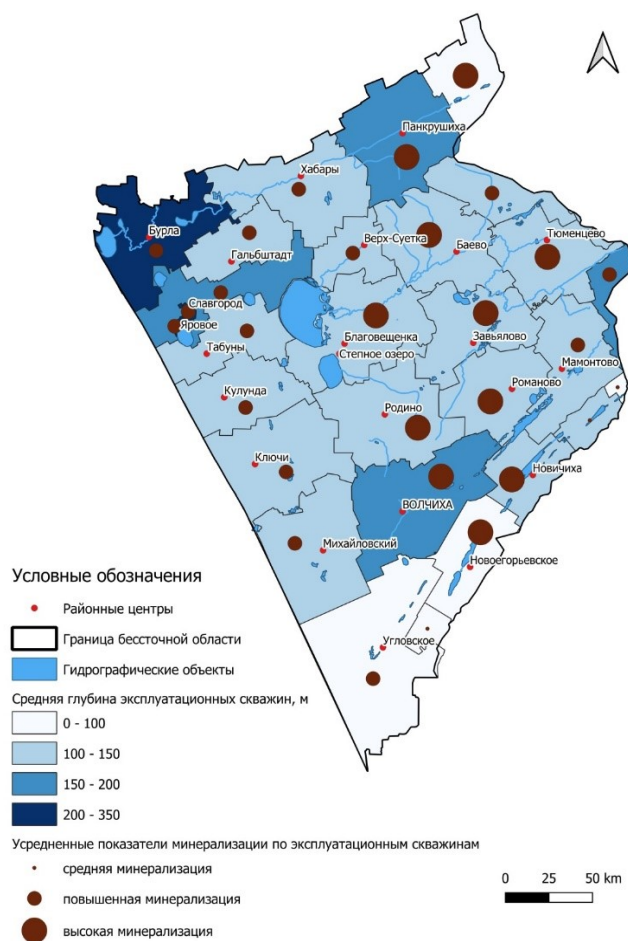 Панкрушиха
Хабары
Бурла
Верх-Суетка
Баево
Тюменцево
Гальбштадт
Славгород
Яровое
Благовещенка
Завьялово
Табуны
Степное озеро
Мамонтово
Кулунда
Романово
Родино
Ключи
Новичиха
ВОЛЧИХА
Михайловский
Новоегорьевское
Угловское
Условные обозначения
Районные центры
Граница бессточной области
Гидрографические объекты
Средняя глубина эксплуатационных скважин, м
0 - 100
100 - 150
150 - 200
200 - 350
Усредненные показатели минерализации по эксплуатационным скважинам
средняя минерализация
повышенная минерализация
высокая минерализация
0 25 50 km